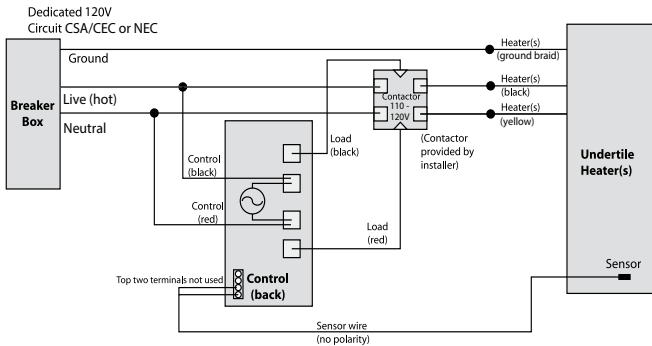 Dedicated 120V
Circuit CSA/CEC or NEC
Breaker
Box
Ground
Live (hot)
Neutral
Heater(s)
(ground braid)
Heater(s)
(black)
Heater(s)
(yellow)
Contactor
110 -
120V
(Contactor
provided by
installer)
Load
(black)
Control
(black)
Control
(red)
Load
(red)
Undertile
Heater(s)
Sensor
Top two terminals not used
Control
(back)
Sensor wire
(no polarity)